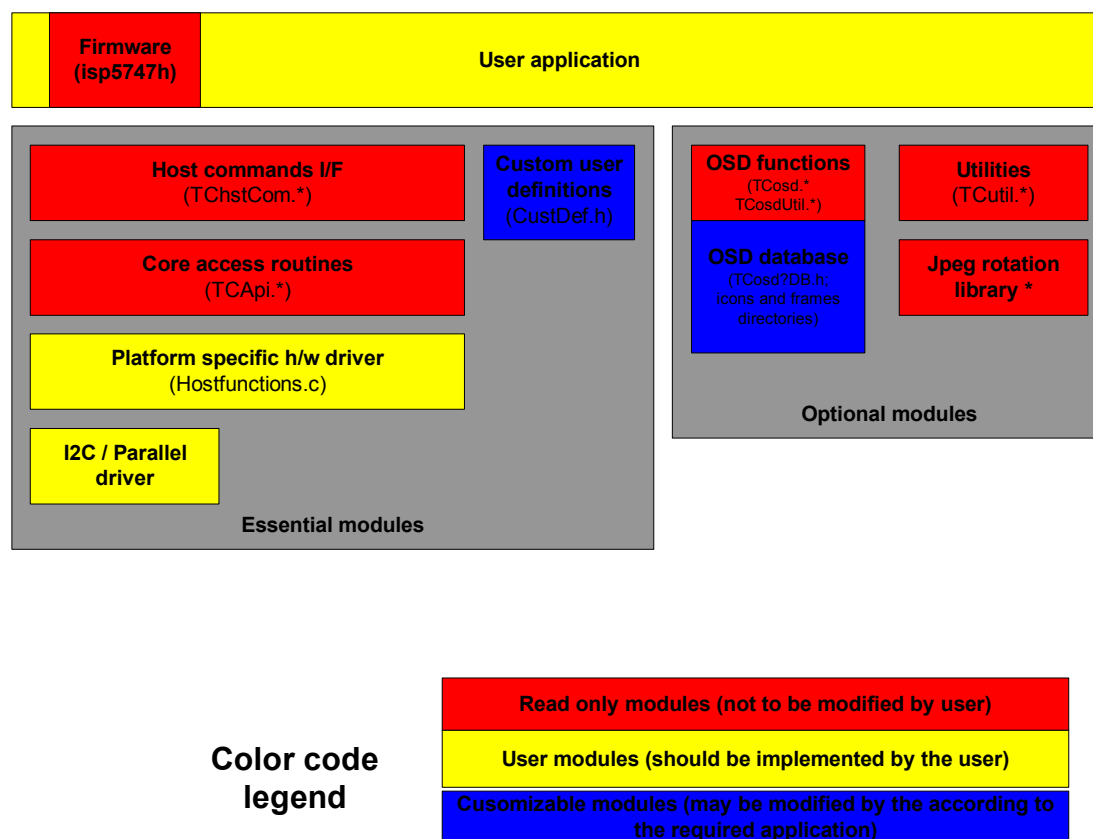 Firmware
(isp5747h)
User application
Host commands I/F
(TChstCom.*)
Custom user
definitions
(CustDef.h)
Core access routines
(TCApi.*)
Platform specific h/w driver
(Hostfunctions.c)
I2C / Parallel
driver
Essential modules
OSD functions
(TCosd.*
TCosdUtil.*)
OSD database
(TCosd?DB.h;
icons and frames
directories)
Utilities
(TCutil.*)
Jpeg rotation
library *
Optional modules
Color code
legend
Read only modules (not to be modified by user)
User modules (should be implemented by the user)
Cusomizable modules (may be modified by the according to
the required application)